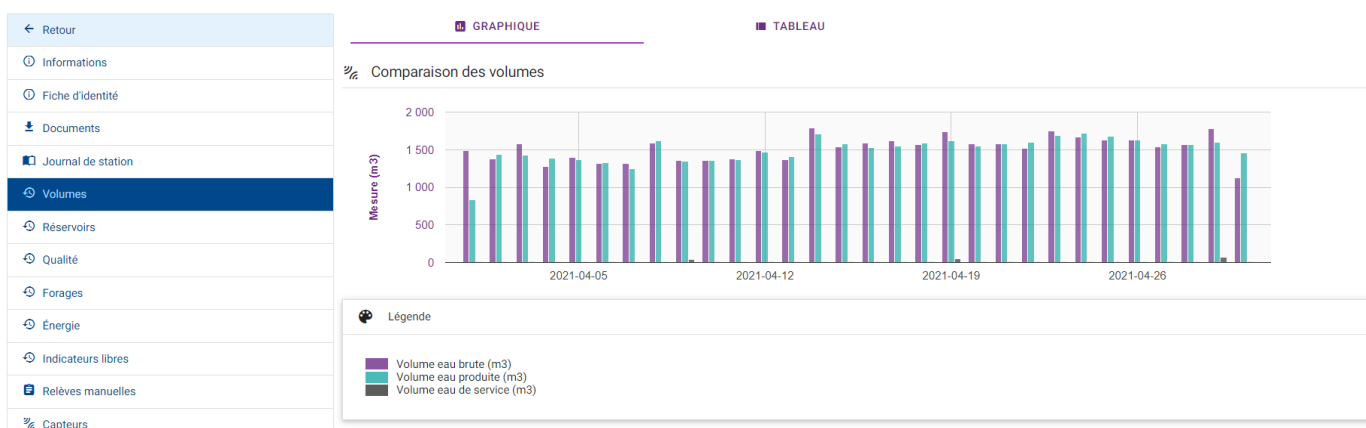 Retour
Informations
Fiche d'identité
Documents
Journal de station
Volumes
Réservoirs
Qualité
Forages
Énergie
Indicateurs libres
Relèves manuelles
Capteurs
GRAPHIQUE
TABLEAU
Comparaison des volumes
Mesure (m3)
2 000
1 500
1 000
500
0
2021-04-05
2021-04-12
2021-04-19
2021-04-26
Légende
Volume eau brute (m3)
Volume eau produite (m3)
Volume eau de service (m3)